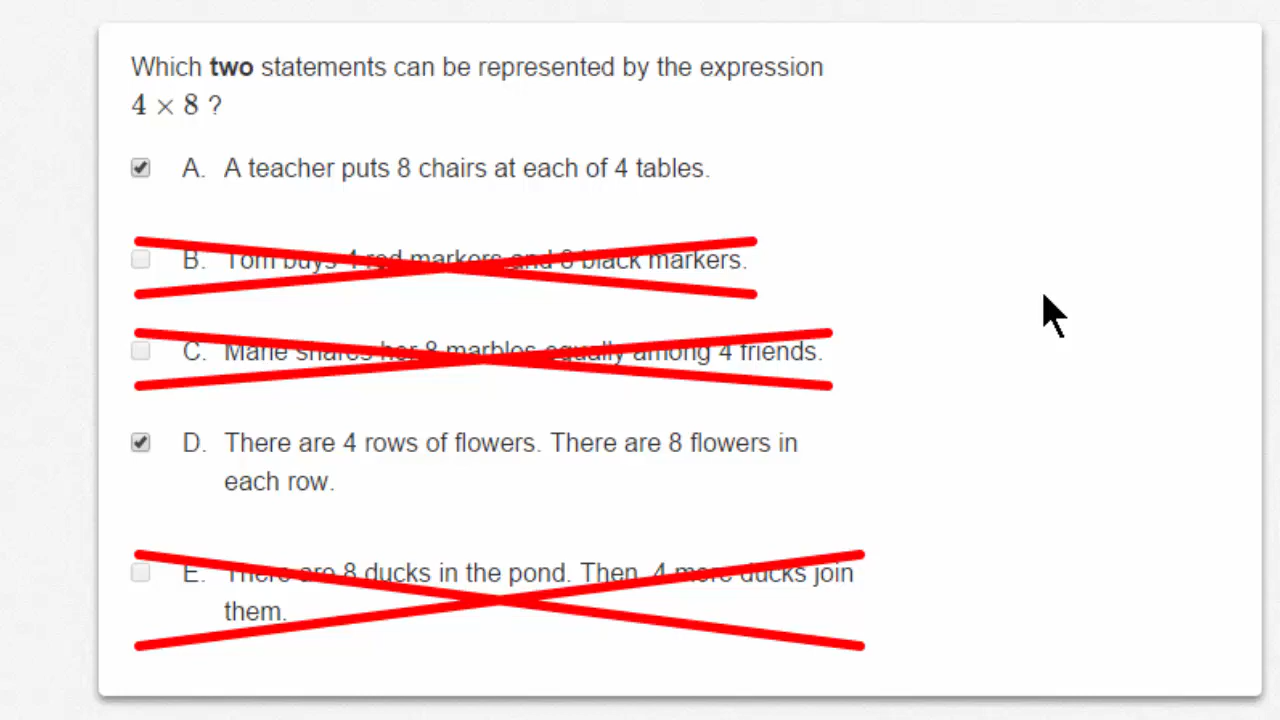 Which two statements can be represented by the expression
4 × 8 ?
A. A teacher puts 8 chairs at each of 4 tables.
B. Tom buys 4 red markers and 8 black markers.
C. Marie shares her 8 marbles equally among 4 friends.
D. There are 4 rows of flowers. There are 8 flowers in
each row.
E. There are 8 ducks in the pond. Then, 4 more ducks join
them.